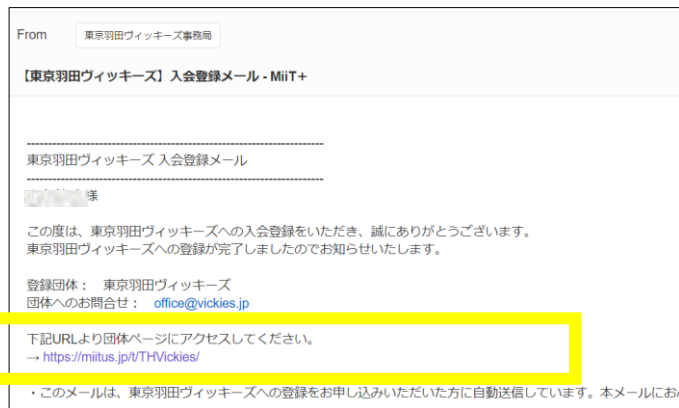 From 東京羽田ヴィッキーズ事務局
【東京羽田ヴィッキーズ】入会登録メール - MiiT+
----------------------------------------------------------------------
東京羽田ヴィッキーズ 入会登録メール
----------------------------------------------------------------------
様
この度は、東京羽田ヴィッキーズへの入会登録をいただき、誠にありがとうございます。
東京羽田ヴィッキーズへの登録が完了しましたのでお知らせいたします。
登録団体： 東京羽田ヴィッキーズ
団体へのお問合せ： office@vickies.jp
下記URLより団体ページにアクセスしてください。
→ https://miitus.jp/t/THVickies/
・このメールは、東京羽田ヴィッキーズへの登録をお申し込みいただいた方に自動送信しています。本メールにお